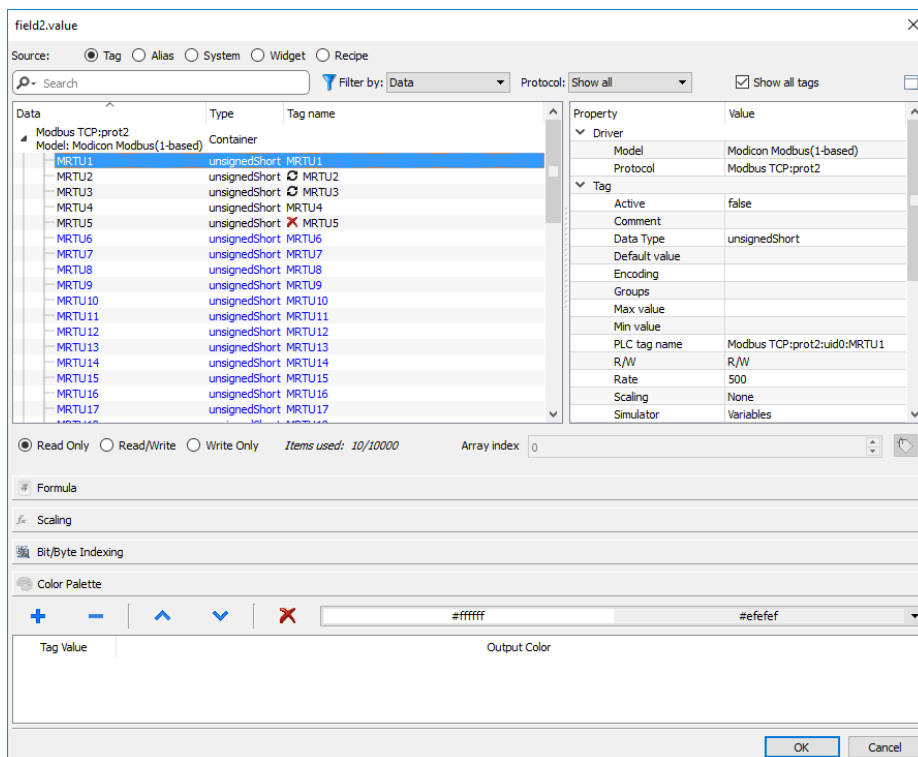 field2.value
Source: Tag Alias System Widget Recipe
Search Filter by: Data Protocol: Show all Show all tags
Data Type Tag name
Modbus TCP:prot2
Model: Modicon Modbus(1-based) Container
MRTU1 unsignedShort MRTU1
MRTU2 unsignedShort MRTU2
MRTU3 unsignedShort MRTU3
MRTU4 unsignedShort MRTU4
MRTU5 unsignedShort MRTU5
MRTU6 unsignedShort MRTU6
MRTU7 unsignedShort MRTU7
MRTU8 unsignedShort MRTU8
MRTU9 unsignedShort MRTU9
MRTU10 unsignedShort MRTU10
MRTU11 unsignedShort MRTU11
MRTU12 unsignedShort MRTU12
MRTU13 unsignedShort MRTU13
MRTU14 unsignedShort MRTU14
MRTU15 unsignedShort MRTU15
MRTU16 unsignedShort MRTU16
MRTU17 unsignedShort MRTU17
Property Value
Driver
Model Modicon Modbus(1-based)
Protocol Modbus TCP:prot2
Tag
Active false
Comment
Data Type unsignedShort
Default value
Encoding
Groups
Max value
Min value
PLC tag name Modbus TCP:prot2:uid0:MRTU1
R/W R/W
Rate 500
Scaling None
Simulator Variables
Read Only Read/Write Write Only Items used: 10/10000 Array index 0
Formula
Scaling
Bit/Byte Indexing
Color Palette
#ffffff #efefef
Tag Value Output Color
OK Cancel